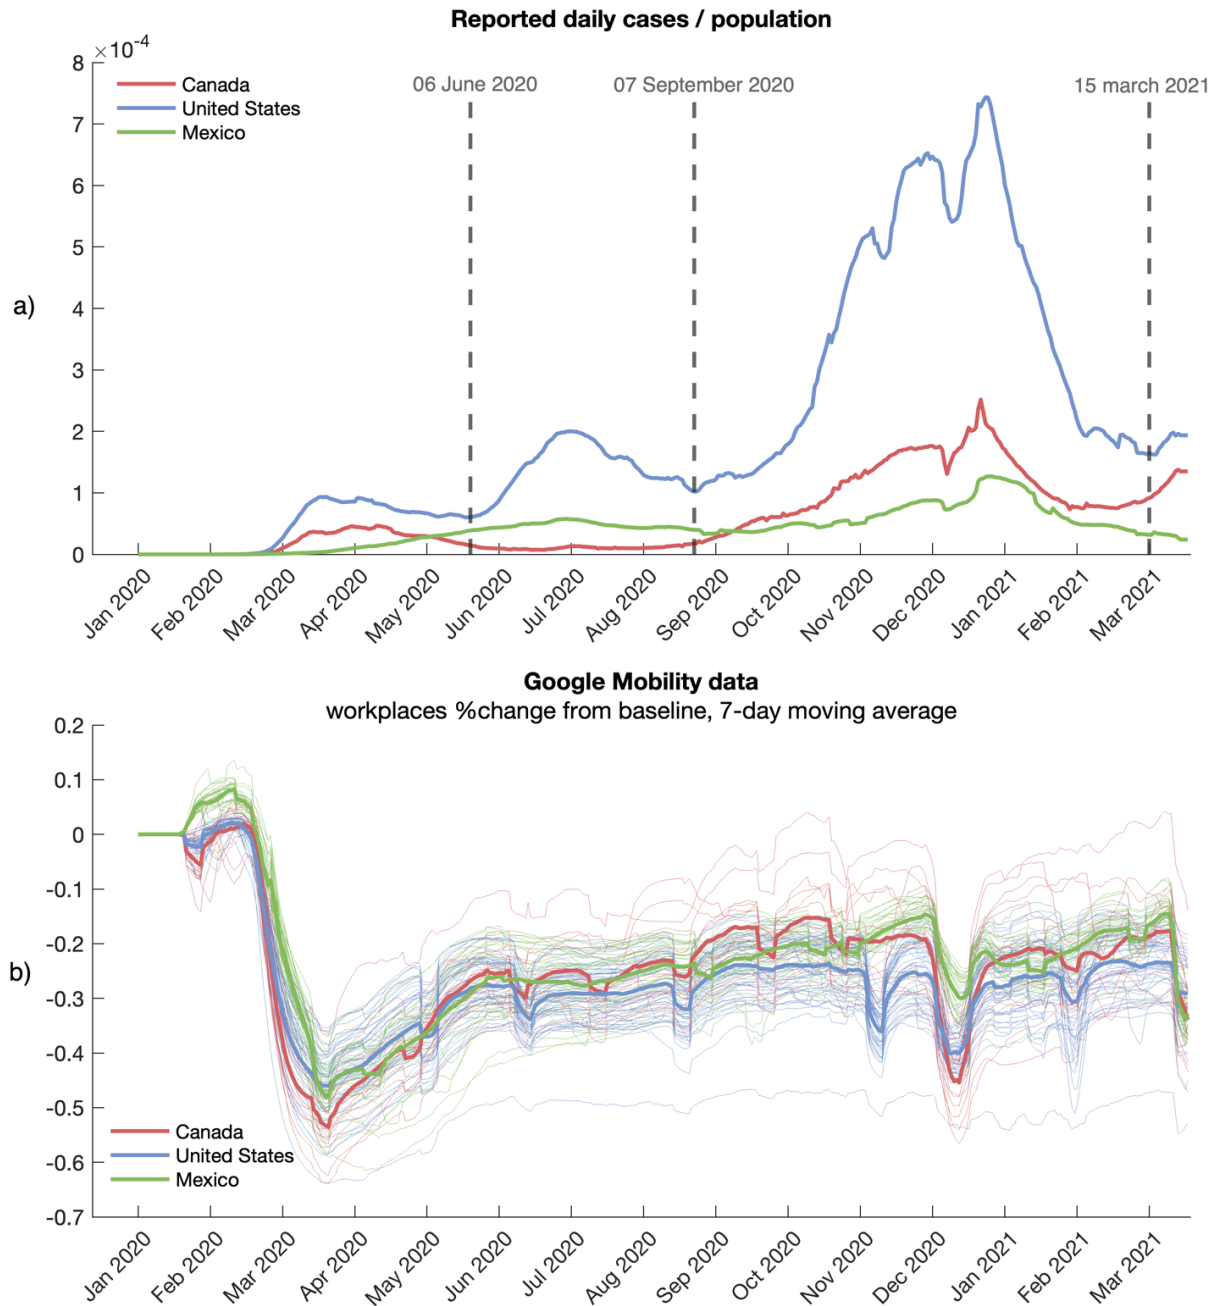 Reported daily cases / population
×10-4
8
7
6
5
4
3
2
1
0
Canada
United States
Mexico
06 June 2020
07 September 2020
15 march 2021
a)
Jan 2020
Feb 2020
Mar 2020
Apr 2020
May 2020
Jun 2020
Jul 2020
Aug 2020
Sep 2020
Oct 2020
Nov 2020
Dec 2020
Jan 2021
Feb 2021
Mar 2021
Google Mobility data
workplaces %change from baseline, 7-day moving average
0.2
0.1
0
-0.1
-0.2
-0.3
-0.4
-0.5
-0.6
-0.7
b)
Canada
United States
Mexico
Jan 2020
Feb 2020
Mar 2020
Apr 2020
May 2020
Jun 2020
Jul 2020
Aug 2020
Sep 2020
Oct 2020
Nov 2020
Dec 2020
Jan 2021
Feb 2021
Mar 2021